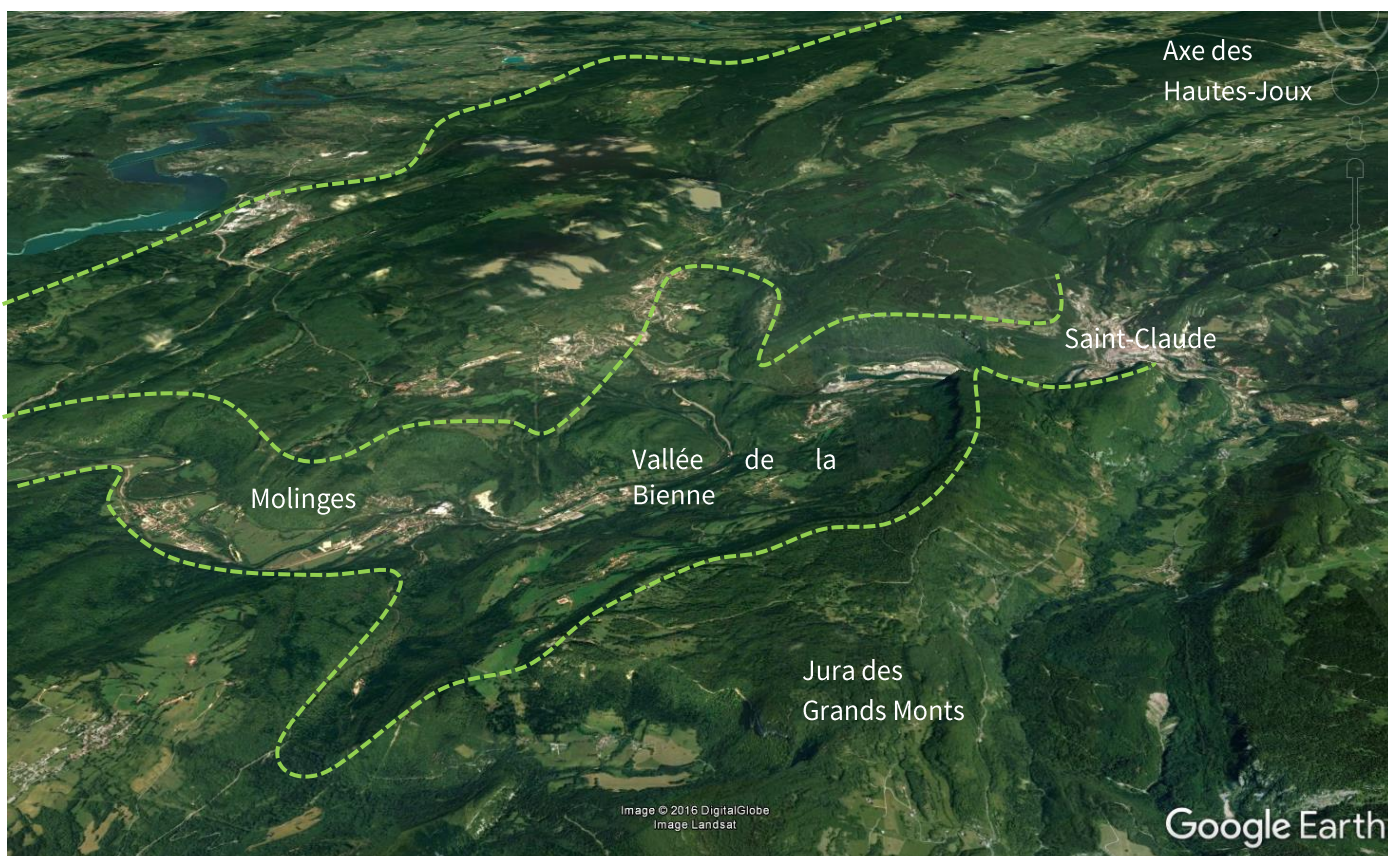 Axe des
Hautes-Joux
Saint-Claude
Vallée de la
Bienne
Molinges
Jura des
Grands Monts
Image © 2016 DigitalGlobe
Image Landsat
Google Earth